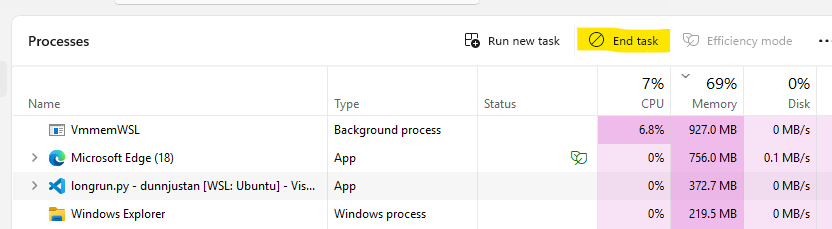 Processes Run new task End task Efficiency mode ...
7% 69% 0%
Name Type Status CPU Memory Disk
VmmemWSL Background process 6.8% 927.0 MB 0 MB/s
Microsoft Edge (18) App 0% 756.0 MB 0.1 MB/s
longrun.py - dunnjustan [WSL: Ubuntu] - Vis... App 0% 372.7 MB 0 MB/s
Windows Explorer Windows process 0% 219.5 MB 0 MB/s